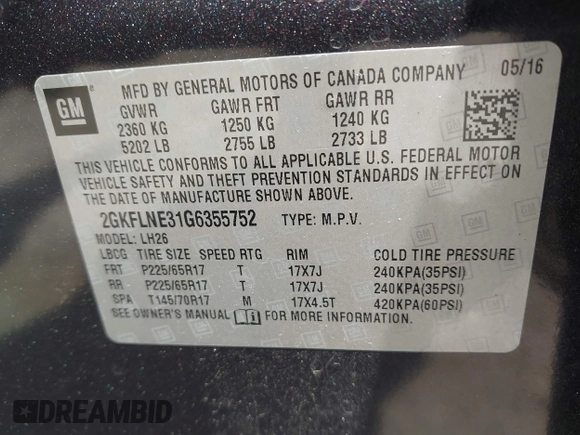 GM
MFD BY GENERAL MOTORS OF CANADA COMPANY 05/16
GVWR GAWR FRT GAWR RR
2360 KG 1250 KG 1240 KG
5202 LB 2755 LB 2733 LB
THIS VEHICLE CONFORMS TO ALL APPLICABLE U.S. FEDERAL MOTOR
VEHICLE SAFETY AND THEFT PREVENTION STANDARDS IN EFFECT ON
THE DATE OF MANUFACTURE SHOWN ABOVE.
2GKFLNE31G6355752 TYPE: M.P.V.
MODEL: LH26
LBCG TIRE SIZE SPEED RTG RIM COLD TIRE PRESSURE
FRT P225/65R17 T 17X7J 240KPA(35PSI)
RR P225/65R17 T 17X7J 240KPA(35PSI)
SPA T145/70R17 M 17X4.5T 420KPA(60PSI)
SEE OWNER'S MANUAL FOR MORE INFORMATION
DREAMBID